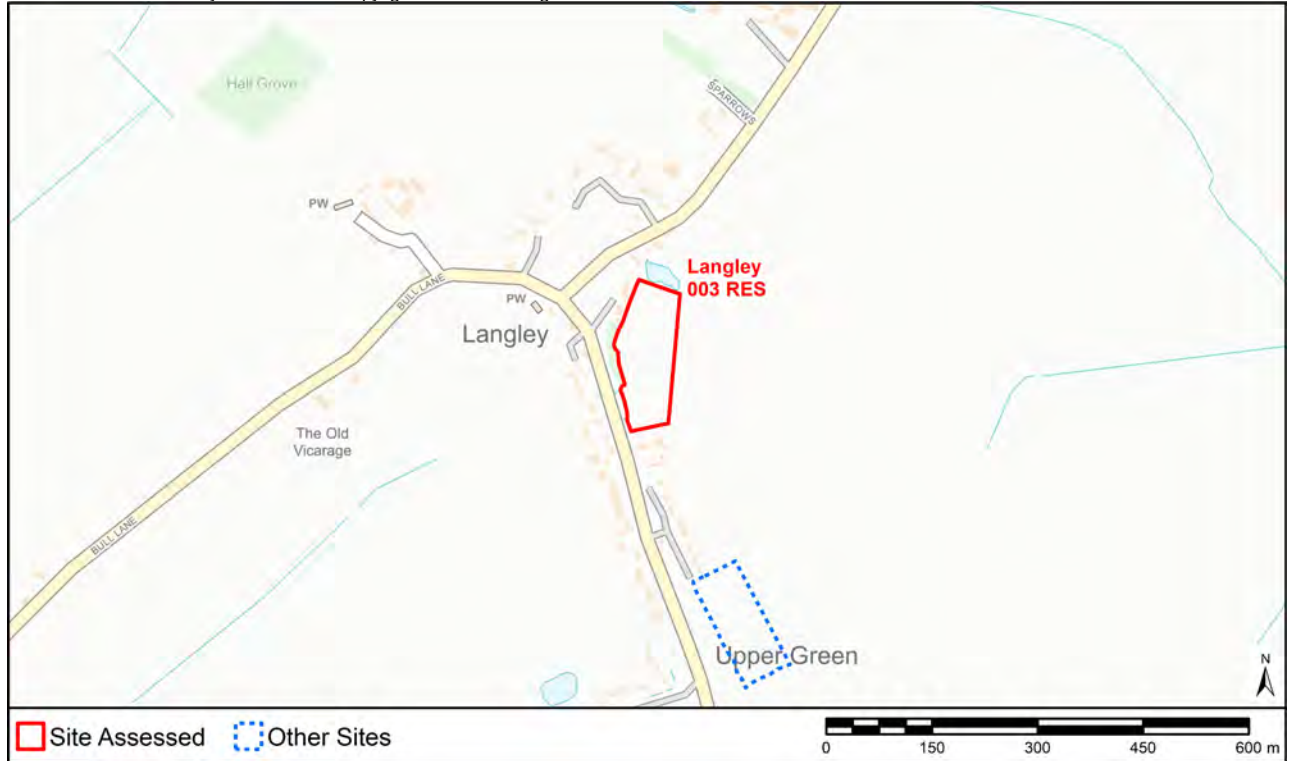 Hall Grove
SPARROWS
PW
Langley
003 RES
BULL LANE
PW
Langley
The Old
Vicarage
BULL LANE
Upper Green
N
Site Assessed
Other Sites
0 150 300 450 600 m